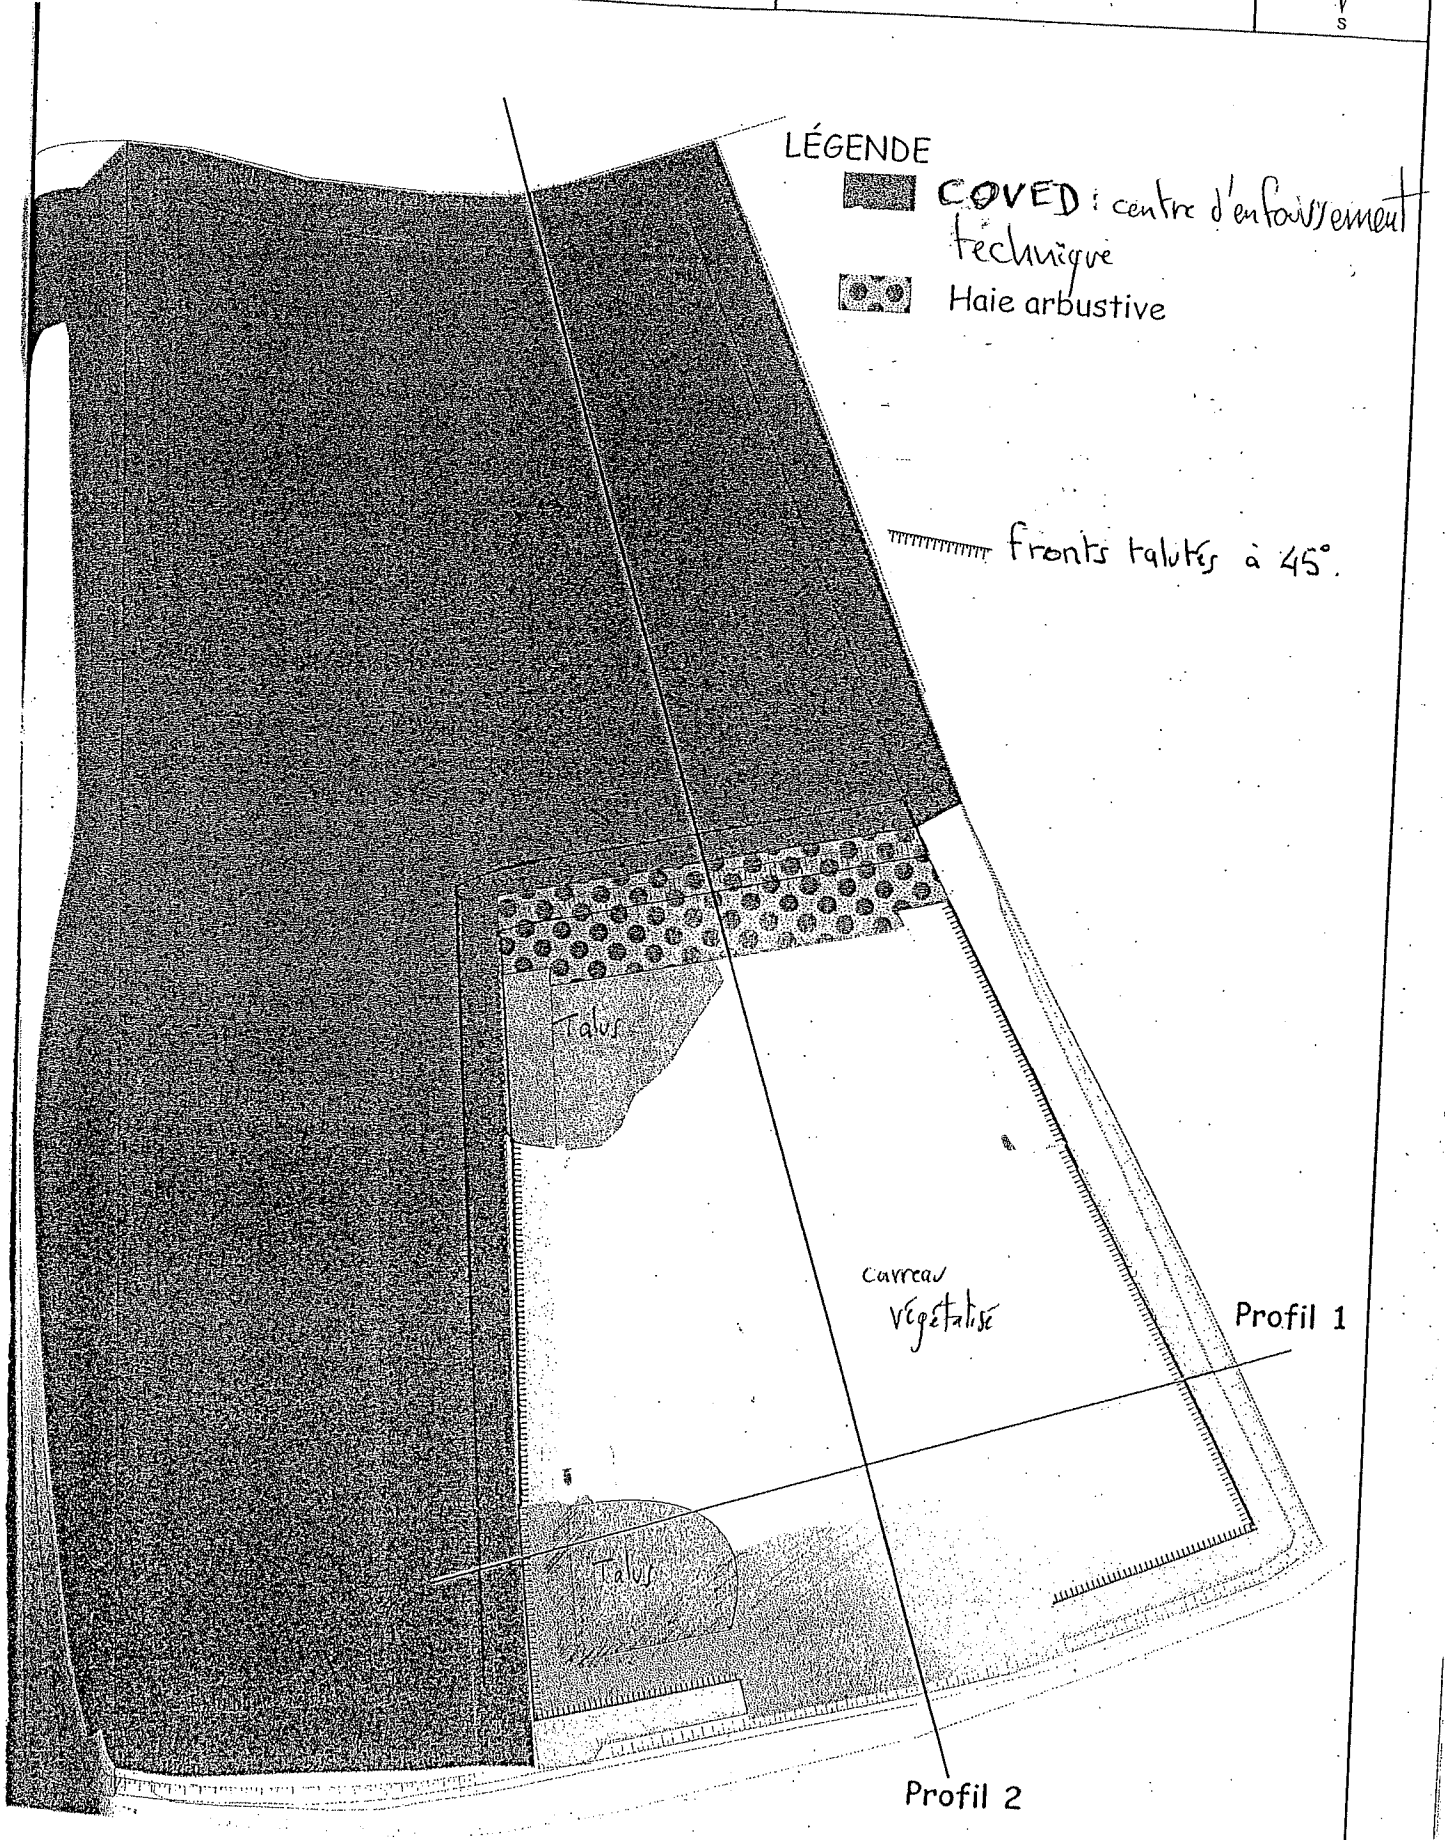 V
S
LÉGENDE
COVED : centre d'enfouissement
technique
Haie arbustive
fronts talutés à 45°.
Talus
carreau
végétalisé
Profil 1
Talus
Profil 2